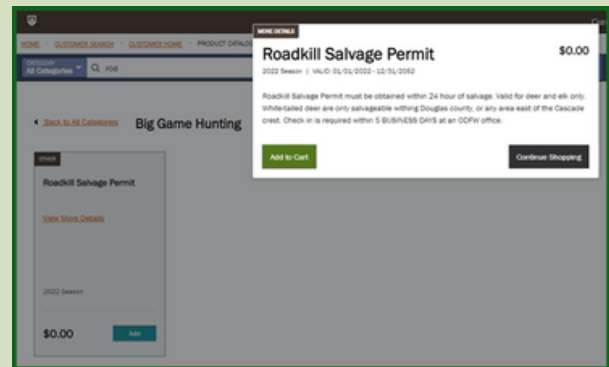 Cart
HOME CUSTOMER SEARCH CUSTOMER HOME PRODUCT CATALOG
CATEGORY
All Categories roa
Back to All Categories Big Game Hunting
OTHER
Roadkill Salvage Permit
View More Details
2022 Season
$0.00 Add
MORE DETAILS
Roadkill Salvage Permit $0.00
2022 Season | VALID: 01/01/2022 - 12/31/2052
Roadkill Salvage Permit must be obtained within 24 hour of salvage. Valid for deer and elk only.
White-tailed deer are only salvageable withing Douglas county, or any area east of the Cascade
crest. Check in is required within 5 BUSINESS DAYS at an ODFW office.
Add to Cart Continue Shopping